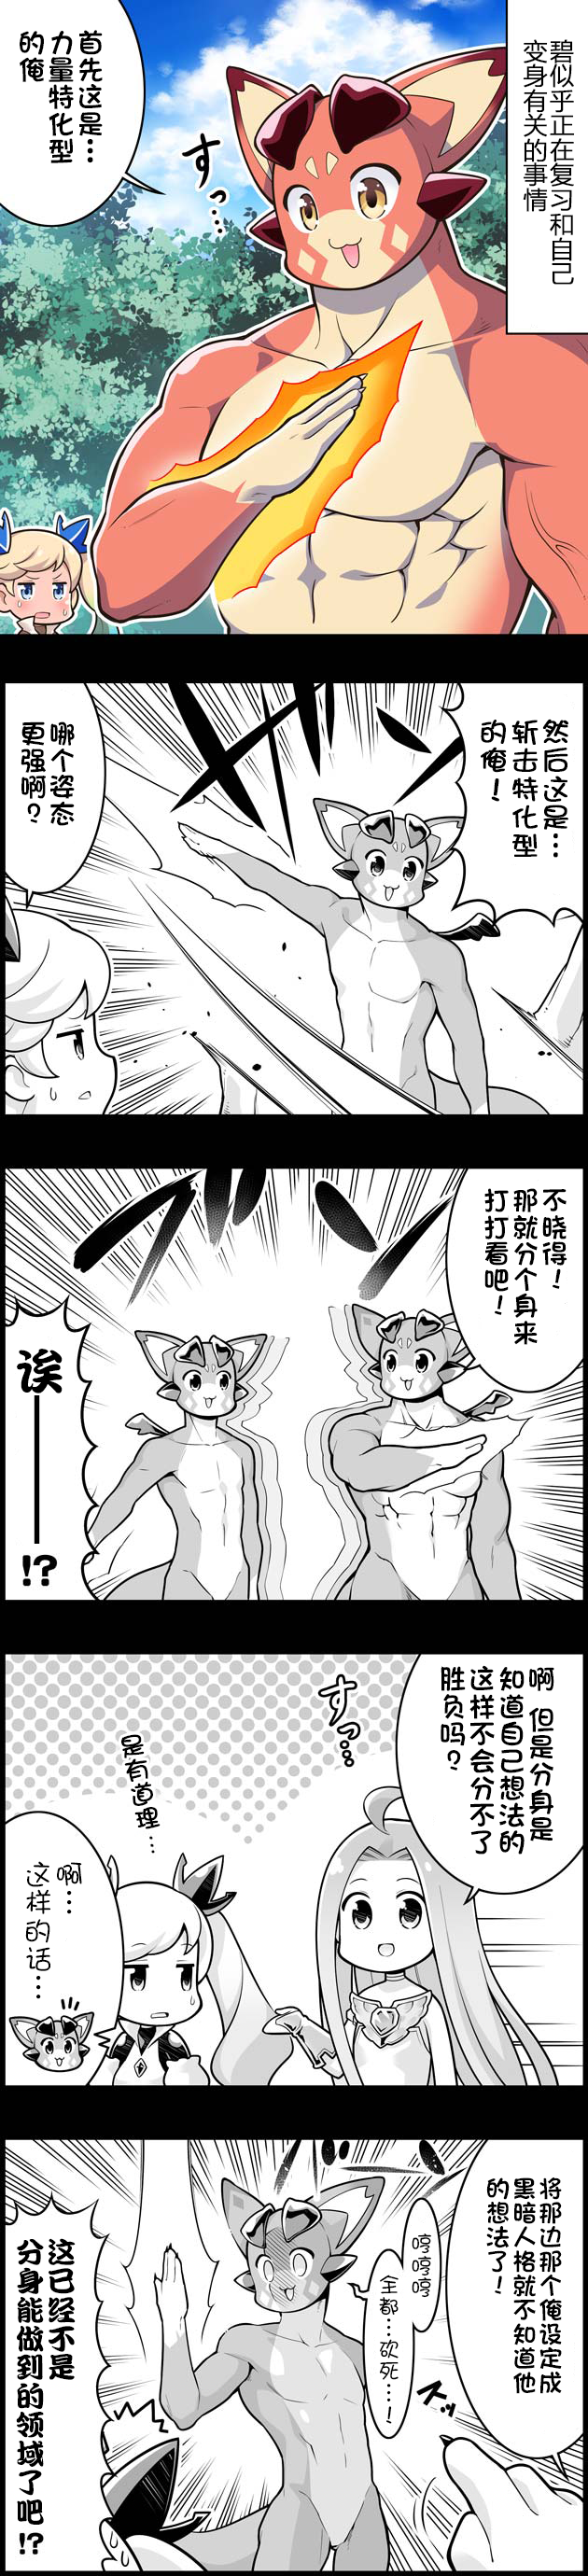 碧似乎正在复习和自己
变身有关的事情
首先这是…
力量特化型
的俺
すっ…
然后这是…
斩击特化型
的俺！
哪个姿态
更强啊？
不晓得！
那就分个身来
打打看吧！
诶——!?
啊 但是分身是
知道自己想法的
这样不会分不了
胜负吗？
すっ…
是有道理…
啊…
这样的话…
将那边那个俺设定成
黑暗人格就不知道他
的想法了！
哼哼哼
全都…砍死…！
这已经不是
分身能做到的领域了吧!?